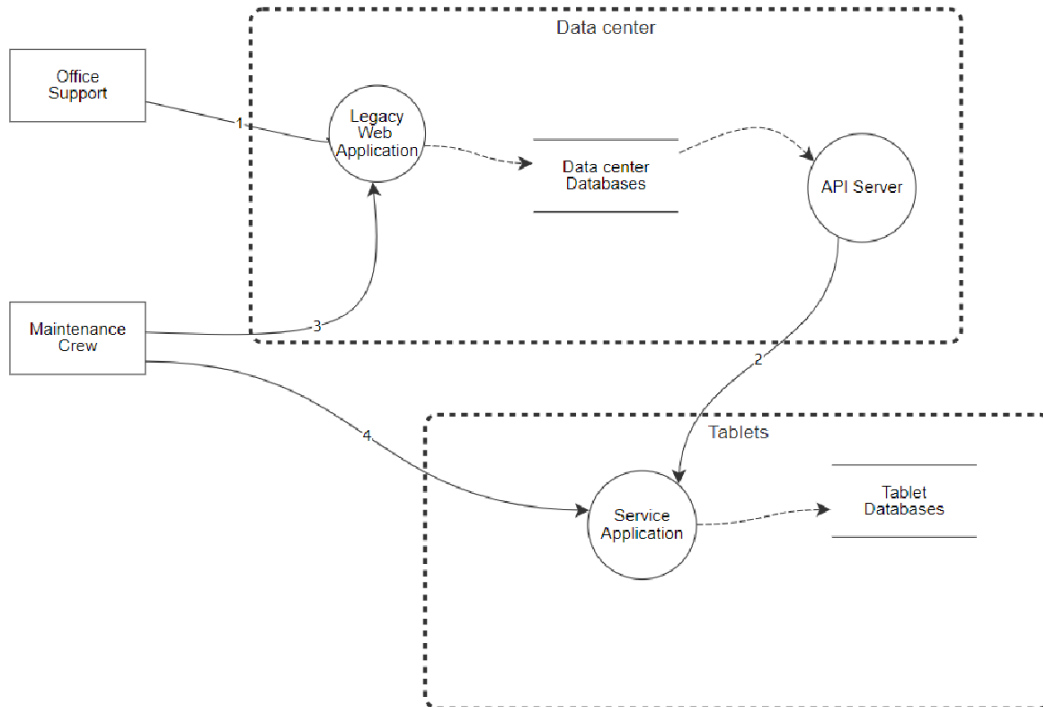 Data center
Office
Support
1
Legacy
Web
Application
Data center
Databases
API Server
Maintenance
Crew
3
2
4
Tablets
Service
Application
Tablet
Databases